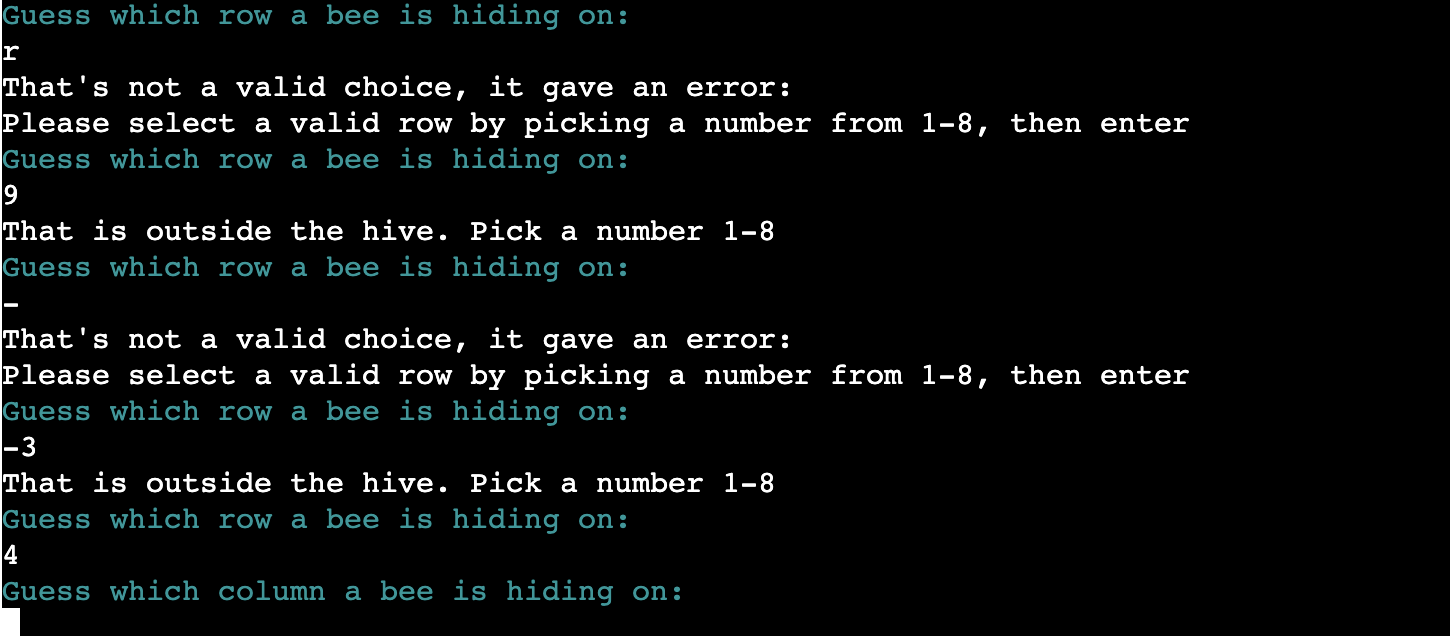 Guess which row a bee is hiding on:
r
That's not a valid choice, it gave an error:
Please select a valid row by picking a number from 1-8, then enter
Guess which row a bee is hiding on:
9
That is outside the hive. Pick a number 1-8
Guess which row a bee is hiding on:
-
That's not a valid choice, it gave an error:
Please select a valid row by picking a number from 1-8, then enter
Guess which row a bee is hiding on:
-3
That is outside the hive. Pick a number 1-8
Guess which row a bee is hiding on:
4
Guess which column a bee is hiding on: